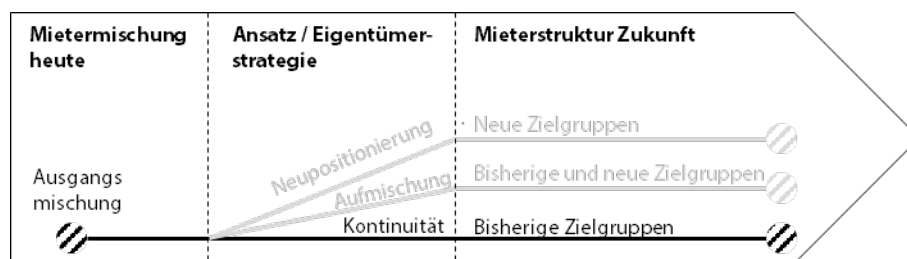 Mietermischung
heute
Ansatz / Eigentümer-
strategie
Mieterstruktur Zukunft
Neupositionierung
Neue Zielgruppen
Aufmischung
Bisherige und neue Zielgruppen
Ausgangs
mischung
Kontinuität
Bisherige Zielgruppen